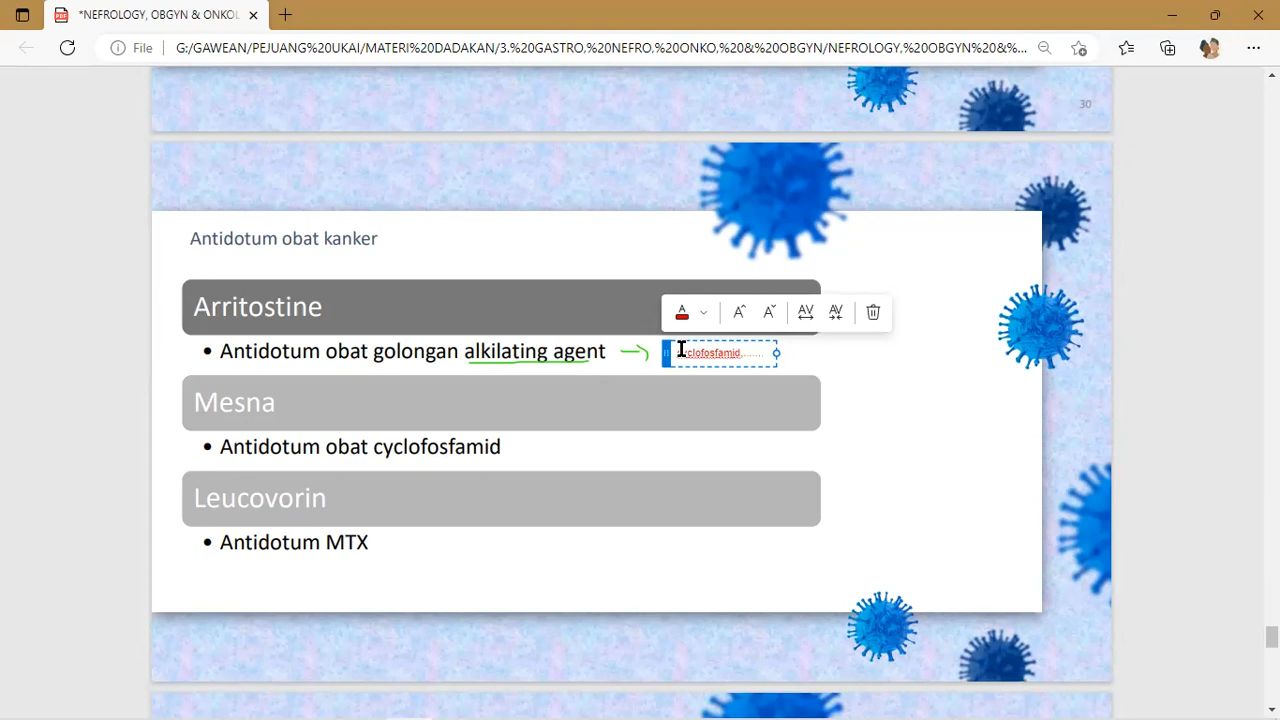 *NEFROLOGY, OBGYN & ONKOL
File
G:/GAWEAN/PEJUANG%20UKAI/MATERI%20DADAKAN/3.%20GASTRO,%20NEFRO,%20ONKO,%20&%20OBGYN/NEFROLOGY,%20OBGYN%20&%...
30
Antidotum obat kanker
Arritostine
• Antidotum obat golongan alkilating agent
cyclofosfamid,......
Mesna
• Antidotum obat cyclofosfamid
Leucovorin
• Antidotum MTX